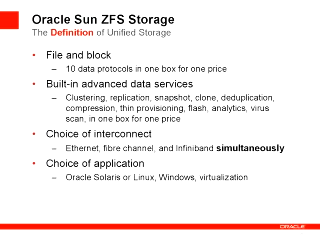 Oracle Sun ZFS Storage
The Definition of Unified Storage
• File and block
– 10 data protocols in one box for one price
• Built-in advanced data services
– Clustering, replication, snapshot, clone, deduplication,
compression, thin provisioning, flash, analytics, virus
scan, in one box for one price
• Choice of interconnect
– Ethernet, fibre channel, and Infiniband simultaneously
• Choice of application
– Oracle Solaris or Linux, Windows, virtualization
ORACLE